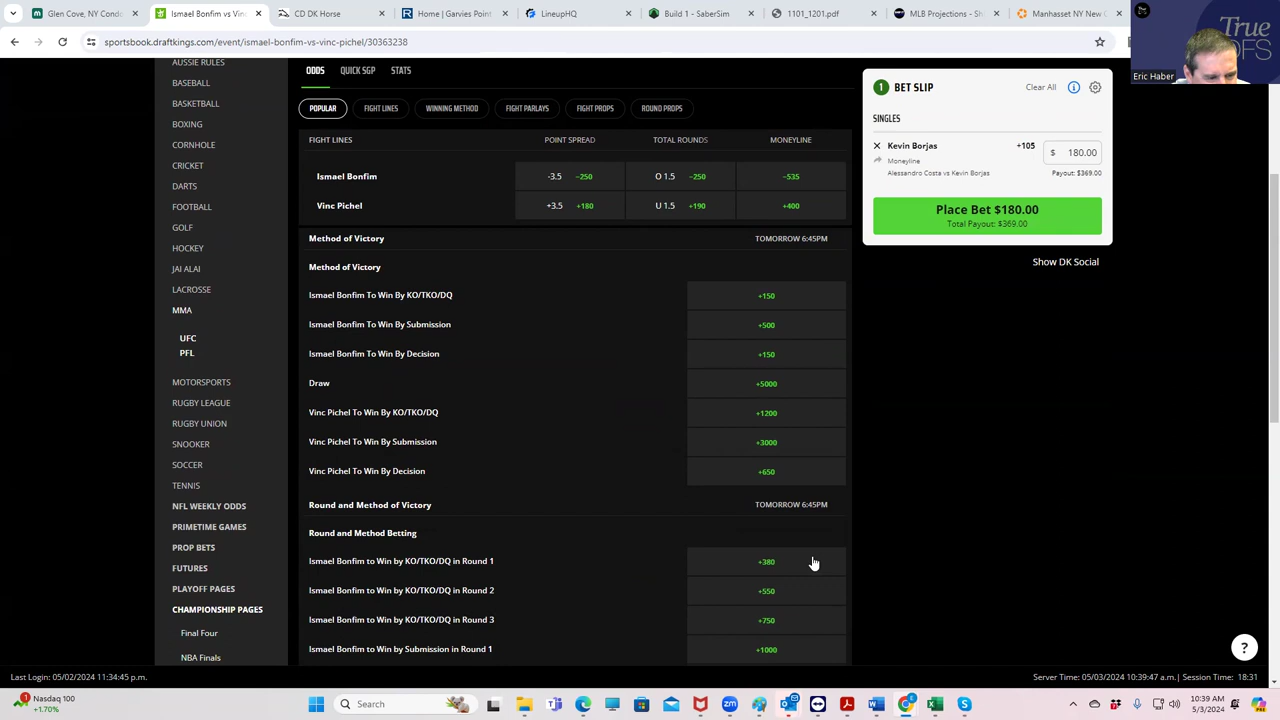 Glen Cove, NY Condo
Ismael Bonfim vs Vinc
CD DK Horse
Home | Garvies Point
LineupHQ
Build 1 - SaberSim
1101_1201.pdf
MLB Projections - Sh
Manhasset NY New C
sportsbook.draftkings.com/event/ismael-bonfim-vs-vinc-pichel/30363238
True
DFS
Eric Haber
AUSSIE RULES
BASEBALL
BASKETBALL
BOXING
CORNHOLE
CRICKET
DARTS
FOOTBALL
GOLF
HOCKEY
JAI ALAI
LACROSSE
MMA
UFC
PFL
MOTORSPORTS
RUGBY LEAGUE
RUGBY UNION
SNOOKER
SOCCER
TENNIS
NFL WEEKLY ODDS
PRIMETIME GAMES
PROP BETS
FUTURES
PLAYOFF PAGES
CHAMPIONSHIP PAGES
Final Four
NBA Finals
ODDS QUICK SGP STATS
POPULAR FIGHT LINES WINNING METHOD FIGHT PARLAYS FIGHT PROPS ROUND PROPS
FIGHT LINES POINT SPREAD TOTAL ROUNDS MONEYLINE
Ismael Bonfim -3.5 −250 O 1.5 −250 −535
Vinc Pichel +3.5 +180 U 1.5 +190 +400
Method of Victory TOMORROW 6:45PM
Method of Victory
Ismael Bonfim To Win By KO/TKO/DQ +150
Ismael Bonfim To Win By Submission +500
Ismael Bonfim To Win By Decision +150
Draw +5000
Vinc Pichel To Win By KO/TKO/DQ +1200
Vinc Pichel To Win By Submission +3000
Vinc Pichel To Win By Decision +650
Round and Method of Victory TOMORROW 6:45PM
Round and Method Betting
Ismael Bonfim to Win by KO/TKO/DQ in Round 1 +380
Ismael Bonfim to Win by KO/TKO/DQ in Round 2 +550
Ismael Bonfim to Win by KO/TKO/DQ in Round 3 +750
Ismael Bonfim to Win by Submission in Round 1 +1000
1 BET SLIP Clear All
SINGLES
Kevin Borjas +105 $ 180.00
Moneyline
Alessandro Costa vs Kevin Borjas Payout: $369.00
Place Bet $180.00
Total Payout: $369.00
Show DK Social
?
Last Login: 05/02/2024 11:34:45 p.m. Server Time: 05/03/2024 10:39:47 a.m.| Session Time: 18:31
Nasdaq 100
+1.70%
Search
10:39 AM
5/3/2024